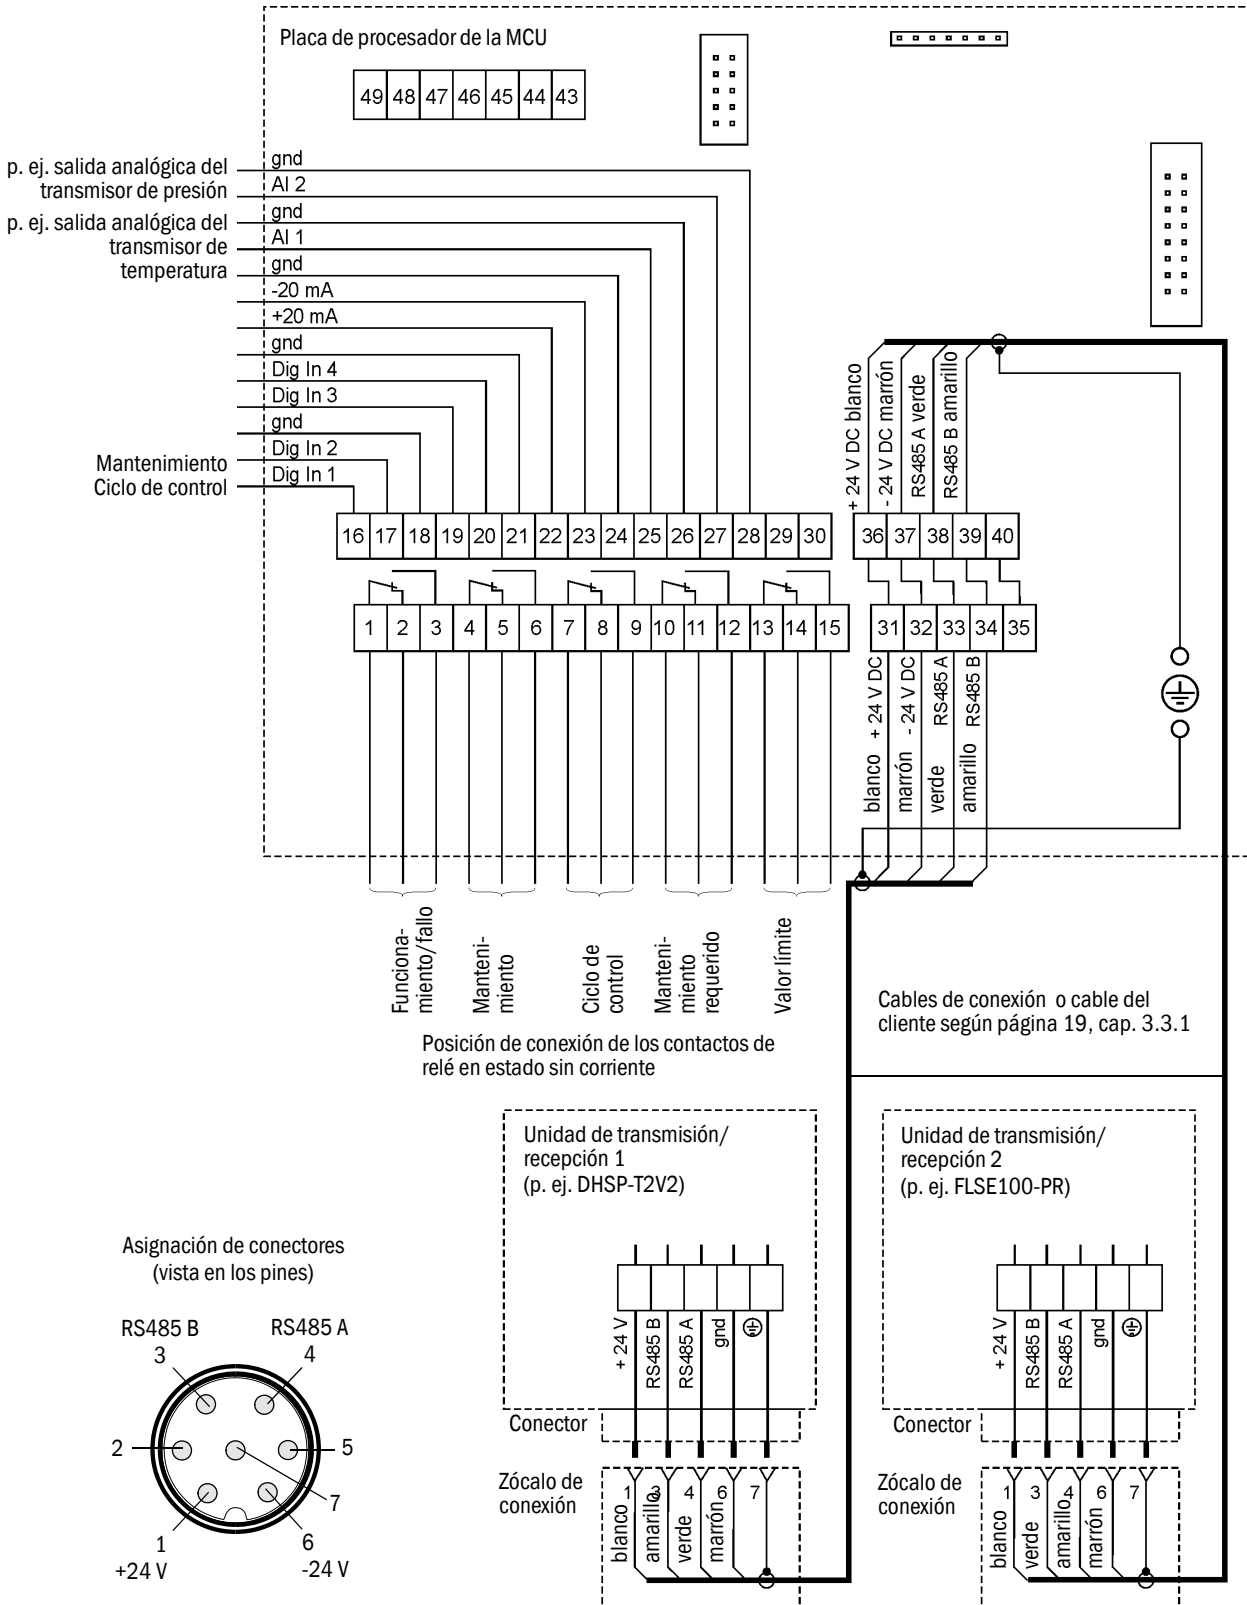 Placa de procesador de la MCU
49 48 47 46 45 44 43
p. ej. salida analógica del
transmisor de presión
p. ej. salida analógica del
transmisor de
temperatura
Mantenimiento
Ciclo de control
gnd
AI 2
gnd
AI 1
gnd
-20 mA
+20 mA
gnd
Dig In 4
Dig In 3
gnd
Dig In 2
Dig In 1
+ 24 V DC blanco
- 24 V DC marrón
RS485 A verde
RS485 B amarillo
16 17 18 19 20 21 22 23 24 25 26 27 28 29 30
36 37 38 39 40
1 2 3 4 5 6 7 8 9 10 11 12 13 14 15
31 32 33 34 35
blanco + 24 V DC
marrón - 24 V DC
verde RS485 A
amarillo RS485 B
Funciona-
miento/fallo
Manteni-
miento
Ciclo de
control
Manteni-
miento
requerido
Valor límite
Posición de conexión de los contactos de
relé en estado sin corriente
Cables de conexión o cable del
cliente según página 19, cap. 3.3.1
Unidad de transmisión/
recepción 1
(p. ej. DHSP-T2V2)
+ 24 V
RS485 B
RS485 A
gnd
Conector
Zócalo de
conexión
1 3 4 6 7
blanco
amarillo
verde
marrón
Unidad de transmisión/
recepción 2
(p. ej. FLSE100-PR)
+ 24 V
RS485 B
RS485 A
gnd
Conector
Zócalo de
conexión
1 3 4 6 7
blanco
verde
amarillo
marrón
Asignación de conectores
(vista en los pines)
RS485 B
3
RS485 A
4
2
5
7
1
+24 V
6
-24 V